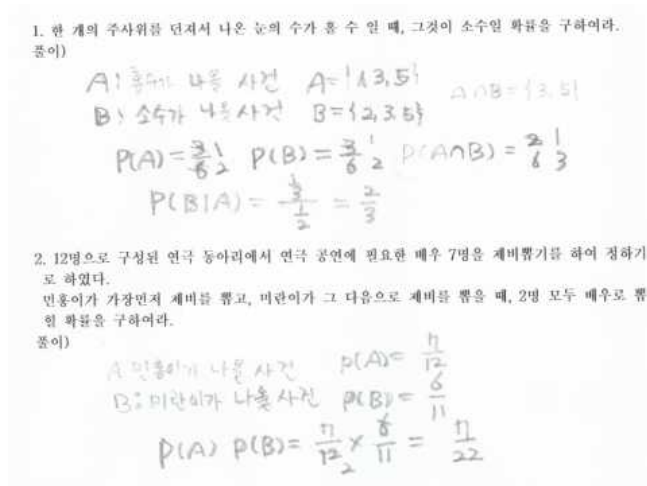 1. 한 개의 주사위를 던져서 나온 눈의 수가 홀 수 일 때, 그것이 소수일 확률을 구하여라.
풀이)
A: 홀수가 나올 사건 A={1,3,5}
B: 소수가 나올 사건 B={2,3,5} A∩B={3,5}
P(A)=3/6 1/2 P(B)=3/6 1/2 P(A∩B)=2/6 1/3
P(B|A)= 1/3 / 1/2 = 2/3
2. 12명으로 구성된 연극 동아리에서 연극 공연에 필요한 배우 7명을 제비뽑기를 하여 정하기
로 하였다.
민홍이가 가장먼저 제비를 뽑고, 미란이가 그 다음으로 제비를 뽑을 때, 2명 모두 배우로 뽑
힐 확률을 구하여라.
풀이)
A 민홍이가 나올 사건 P(A)= 7/12
B: 미란이가 나올 사건 P(B)= 6/11
P(A) P(B)= 7/12 × 6/11 = 7/22
2